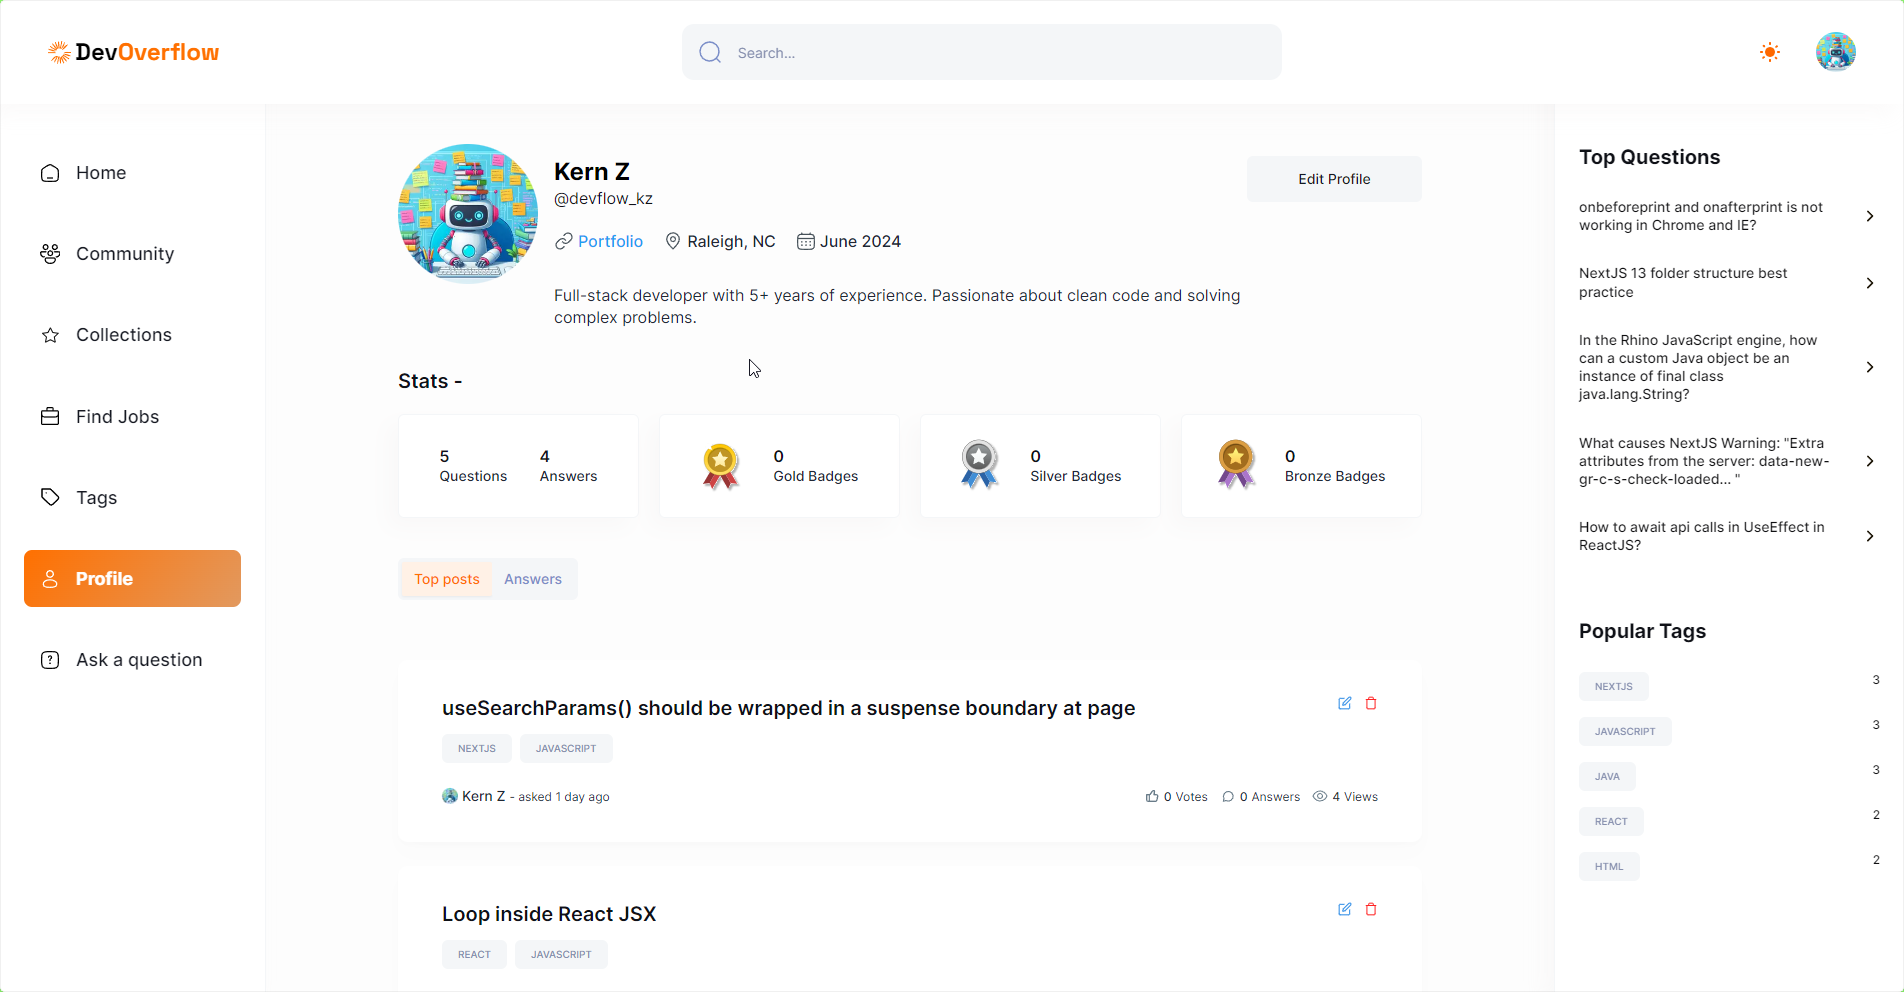 DevOverflow
Search...
Home
Community
Collections
Find Jobs
Tags
Profile
Ask a question
Kern Z
@devflow_kz
Portfolio
Raleigh, NC
June 2024
Full-stack developer with 5+ years of experience. Passionate about clean code and solving
complex problems.
Edit Profile
Stats -
5
Questions
4
Answers
0
Gold Badges
0
Silver Badges
0
Bronze Badges
Top posts
Answers
useSearchParams() should be wrapped in a suspense boundary at page
NEXTJS
JAVASCRIPT
Kern Z - asked 1 day ago
0 Votes
0 Answers
4 Views
Loop inside React JSX
REACT
JAVASCRIPT
Top Questions
onbeforeprint and onafterprint is not
working in Chrome and IE?
NextJS 13 folder structure best
practice
In the Rhino JavaScript engine, how
can a custom Java object be an
instance of final class
java.lang.String?
What causes NextJS Warning: "Extra
attributes from the server: data-new-
gr-c-s-check-loaded... "
How to await api calls in UseEffect in
ReactJS?
Popular Tags
NEXTJS 3
JAVASCRIPT 3
JAVA 3
REACT 2
HTML 2